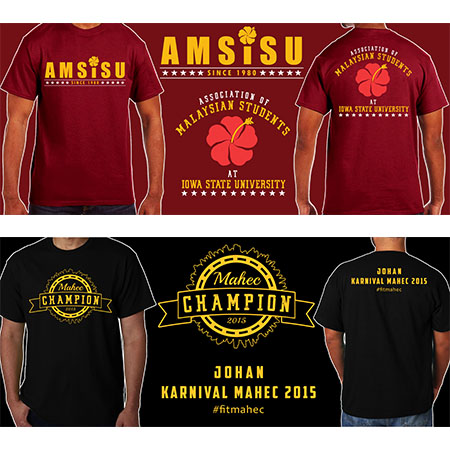 AMSISU
SINCE 1980
AMSiSU
SINCE 1980
ASSOCIATION OF
MALAYSIAN STUDENTS
AT
IOWA STATE UNIVERSITY
ASSOCIATION OF
MALAYSIAN STUDENTS
AT
IOWA STATE UNIVERSITY
Mahec
CHAMPION
2015
Mahec
CHAMPION
2015
JOHAN
KARNIVAL MAHEC 2015
#fitmahec
JOHAN
KARNIVAL MAHEC 2015
#fitmahec